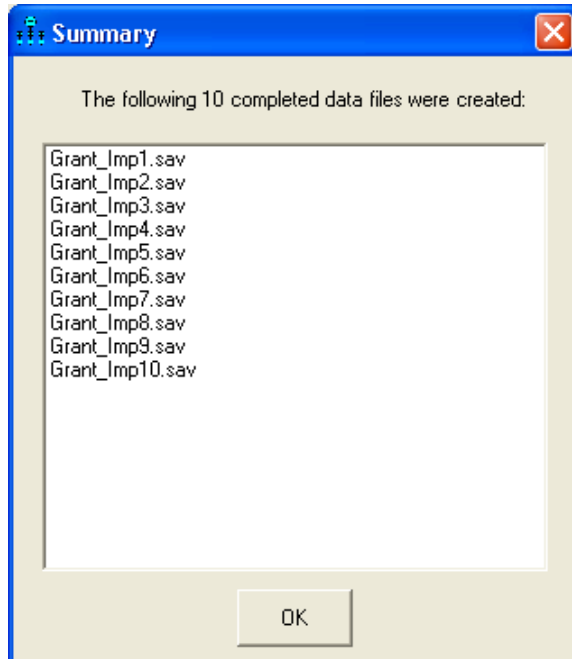 Summary
The following 10 completed data files were created:
Grant_Imp1.sav
Grant_Imp2.sav
Grant_Imp3.sav
Grant_Imp4.sav
Grant_Imp5.sav
Grant_Imp6.sav
Grant_Imp7.sav
Grant_Imp8.sav
Grant_Imp9.sav
Grant_Imp10.sav
OK